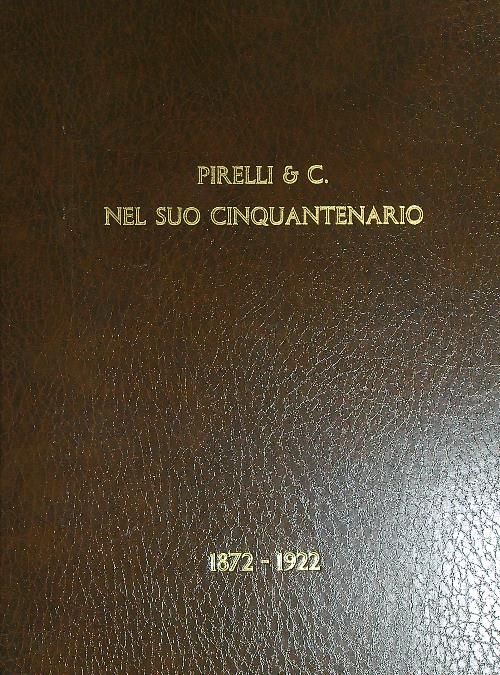 PIRELLI & C.
NEL SUO CINQUANTENARIO
1872 - 1922